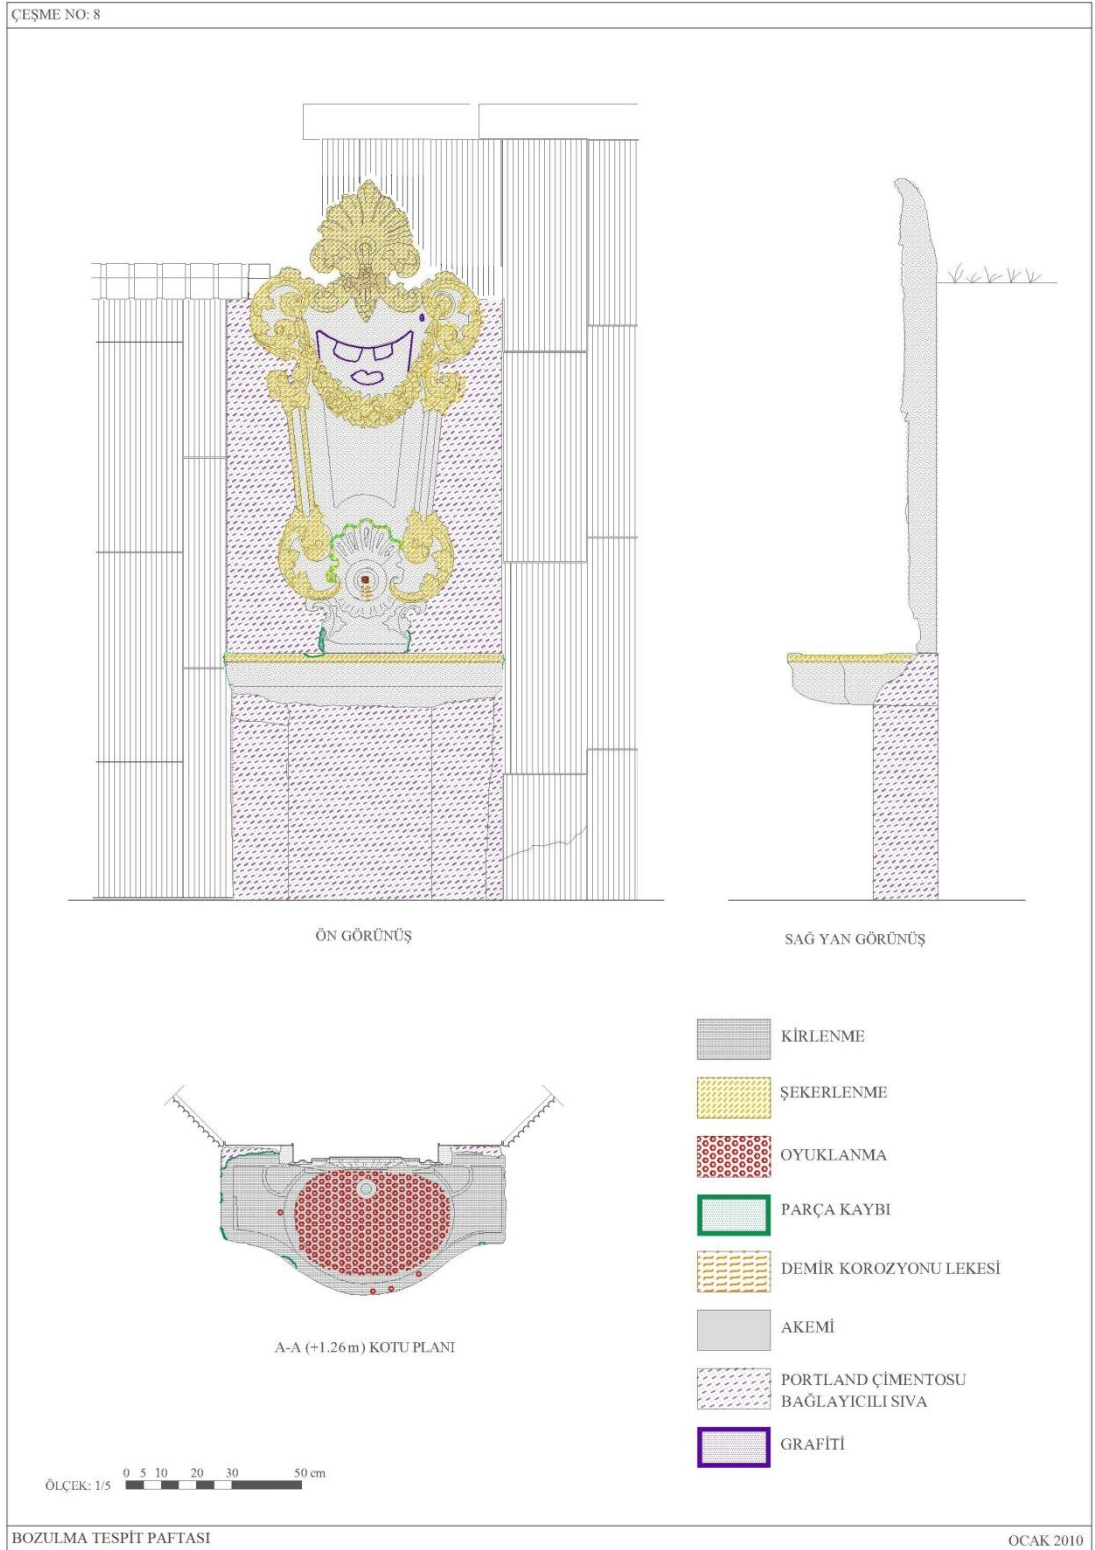 ÇEŞME NO: 8
ÖN GÖRÜNÜŞ
SAĞ YAN GÖRÜNÜŞ
KİRLENME
ŞEKERLENME
OYUKLANMA
PARÇA KAYBI
DEMİR KOROZYONU LEKESİ
AKEMİ
PORTLAND ÇİMENTOSU
BAĞLAYICILI SIVA
GRAFİTİ
A-A (+1.26m) KOTU PLANI
ÖLÇEK: 1/5
0 5 10 20 30 50 cm
BOZULMA TESPİT PAFTASI
OCAK 2010